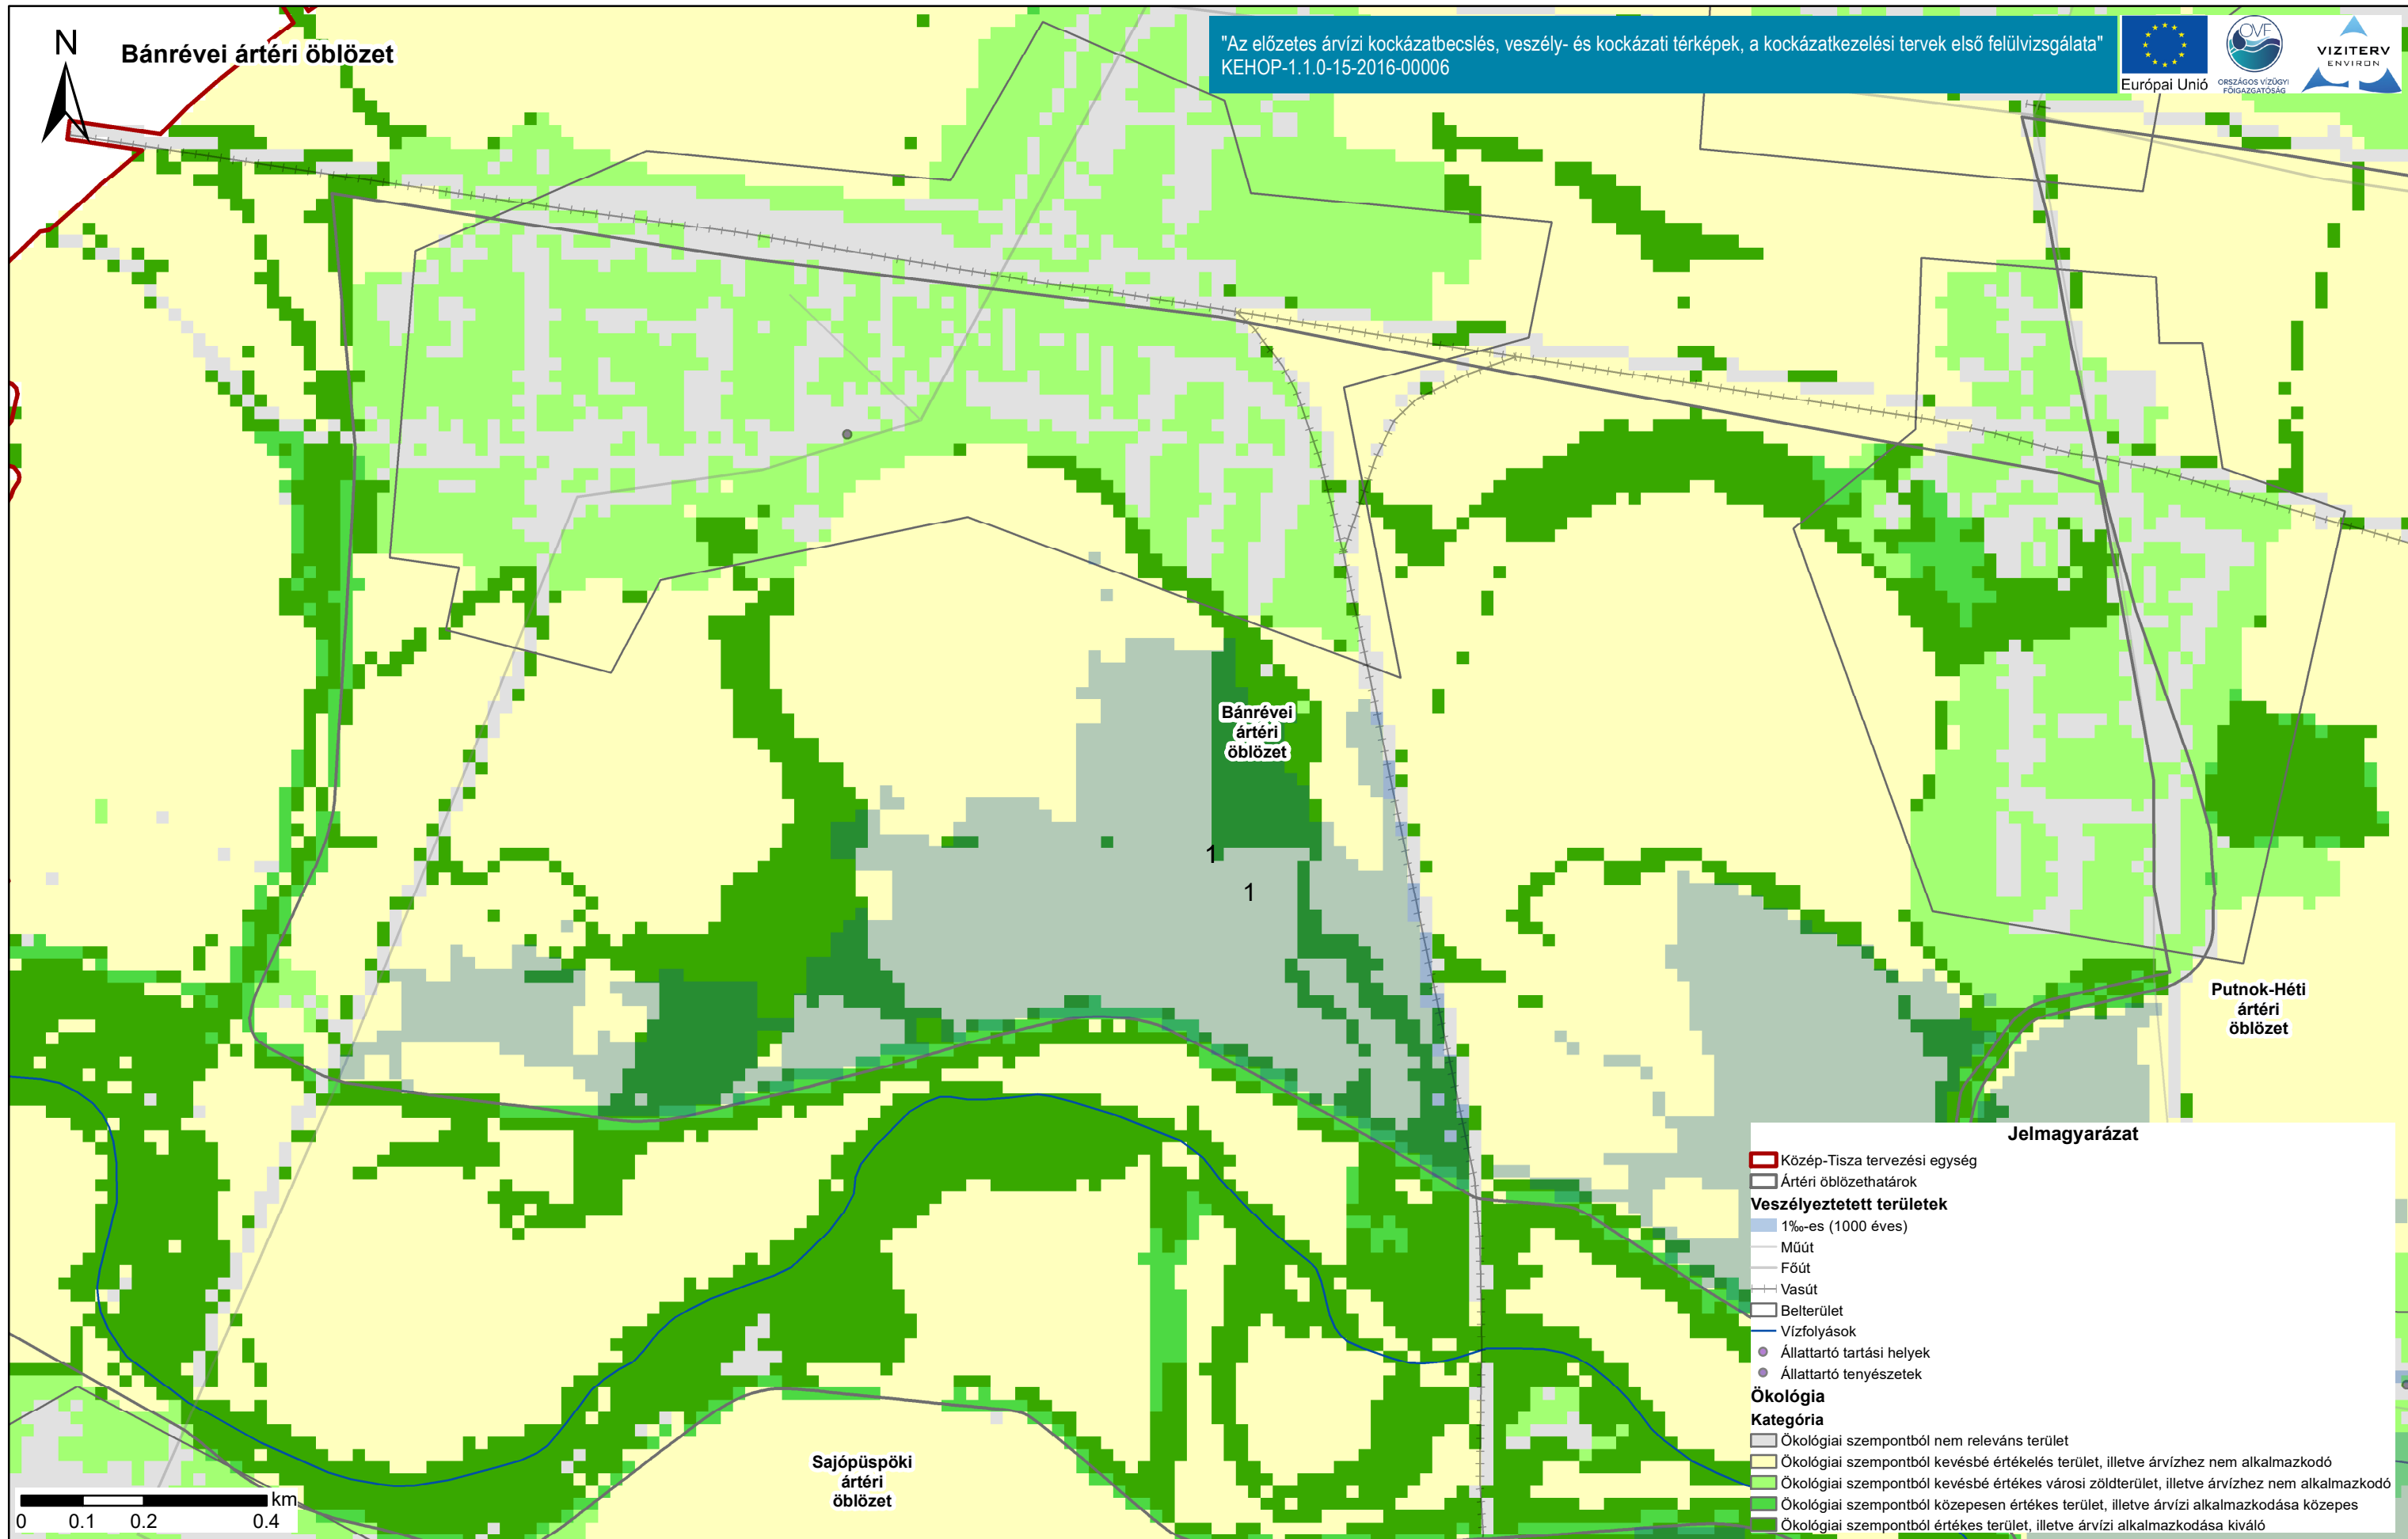 N
Bánrévei ártéri öblözet
"Az előzetes árvízi kockázatbecslés, veszély- és kockázati térképek, a kockázatkezelési tervek első felülvizsgálata"
KEHOP-1.1.0-15-2016-00006
Európai Unió
OVF
ORSZÁGOS VÍZÜGYI
FŐIGAZGATÓSÁG
VIZITERV
ENVIRON
Bánrévei
ártéri
öblözet
1
1
Putnok-Héti
ártéri
öblözet
Sajópüspöki
ártéri
öblözet
km
0 0.1 0.2 0.4
Jelmagyarázat
Közép-Tisza tervezési egység
Ártéri öblözethatárok
Veszélyeztetett területek
1‰-es (1000 éves)
Műút
Főút
Vasút
Belterület
Vízfolyások
Állattartó tartási helyek
Állattartó tenyészetek
Ökológia
Kategória
Ökológiai szempontból nem releváns terület
Ökológiai szempontból kevésbé értékelés terület, illetve árvízhez nem alkalmazkodó
Ökológiai szempontból kevésbé értékes városi zöldterület, illetve árvízhez nem alkalmazkodó
Ökológiai szempontból közepesen értékes terület, illetve árvízi alkalmazkodása közepes
Ökológiai szempontból értékes terület, illetve árvízi alkalmazkodása kiváló